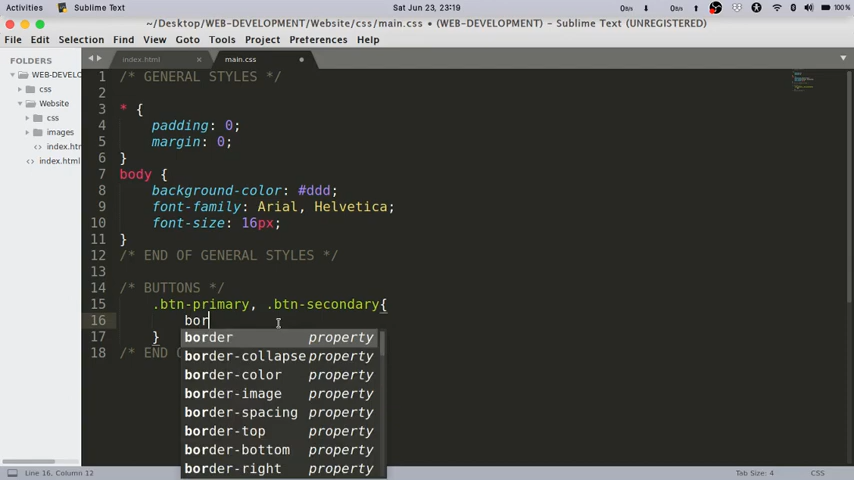 Activities Sublime Text Sat Jun 23, 23:19 0↓ 0↑ 100%
~/Desktop/WEB-DEVELOPMENT/Website/css/main.css • (WEB-DEVELOPMENT) - Sublime Text (UNREGISTERED)
File Edit Selection Find View Goto Tools Project Preferences Help
FOLDERS
WEB-DEVELO
css
Website
css
images
index.htm
index.html
index.html × main.css
1 /* GENERAL STYLES */
2
3 * {
4 padding: 0;
5 margin: 0;
6 }
7 body {
8 background-color: #ddd;
9 font-family: Arial, Helvetica;
10 font-size: 16px;
11 }
12 /* END OF GENERAL STYLES */
13
14 /* BUTTONS */
15 .btn-primary, .btn-secondary{
16 bor
17 }
18 /* END O
border property
border-collapse property
border-color property
border-image property
border-spacing property
border-top property
border-bottom property
border-right property
Line 16, Column 12 Tab Size: 4 CSS